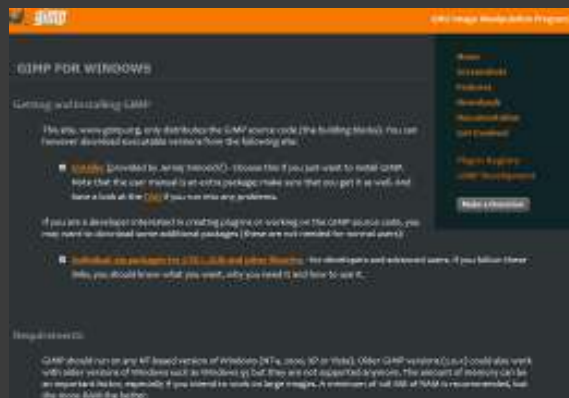 gimp
GNU Image Manipulation Program
Home
Screenshots
Features
Downloads
Documentation
Get Involved
Plugin Registry
GIMP Development
Make a Donation
GIMP FOR WINDOWS
Getting and Installing GIMP
This site, www.gimp.org, only distributes the GIMP source code (the building blocks). You can
however download executable versions from the following site:
Installer (provided by Jernej Simončič) - choose this if you just want to install GIMP.
Note that the user manual is an extra package; make sure that you get it as well. And
have a look at the FAQ if you run into any problems.
If you are a developer interested in creating plugins or working on the GIMP source code, you
may want to download some additional packages (these are not needed for normal users):
Individual zip packages for GTK+, GLib and other libraries - for developers and advanced users. If you follow these
links, you should know what you want, why you need it and how to use it.
Requirements
GIMP should run on any NT based version of Windows (NT4, 2000, XP or Vista). Older GIMP versions could also work
with older versions of Windows such as Windows 95 but they are not supported anymore. The amount of memory can be
an important factor, especially if you intend to work on large images. A minimum of MB of RAM is recommended, but
the more RAM the better.